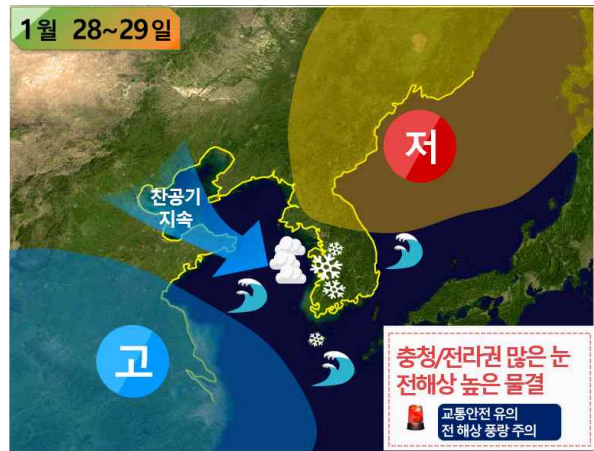 1월 28~29일
저
찬공기
지속
고
충청/전라권 많은 눈
전해상 높은 물결
교통안전 유의
전 해상 풍랑 주의